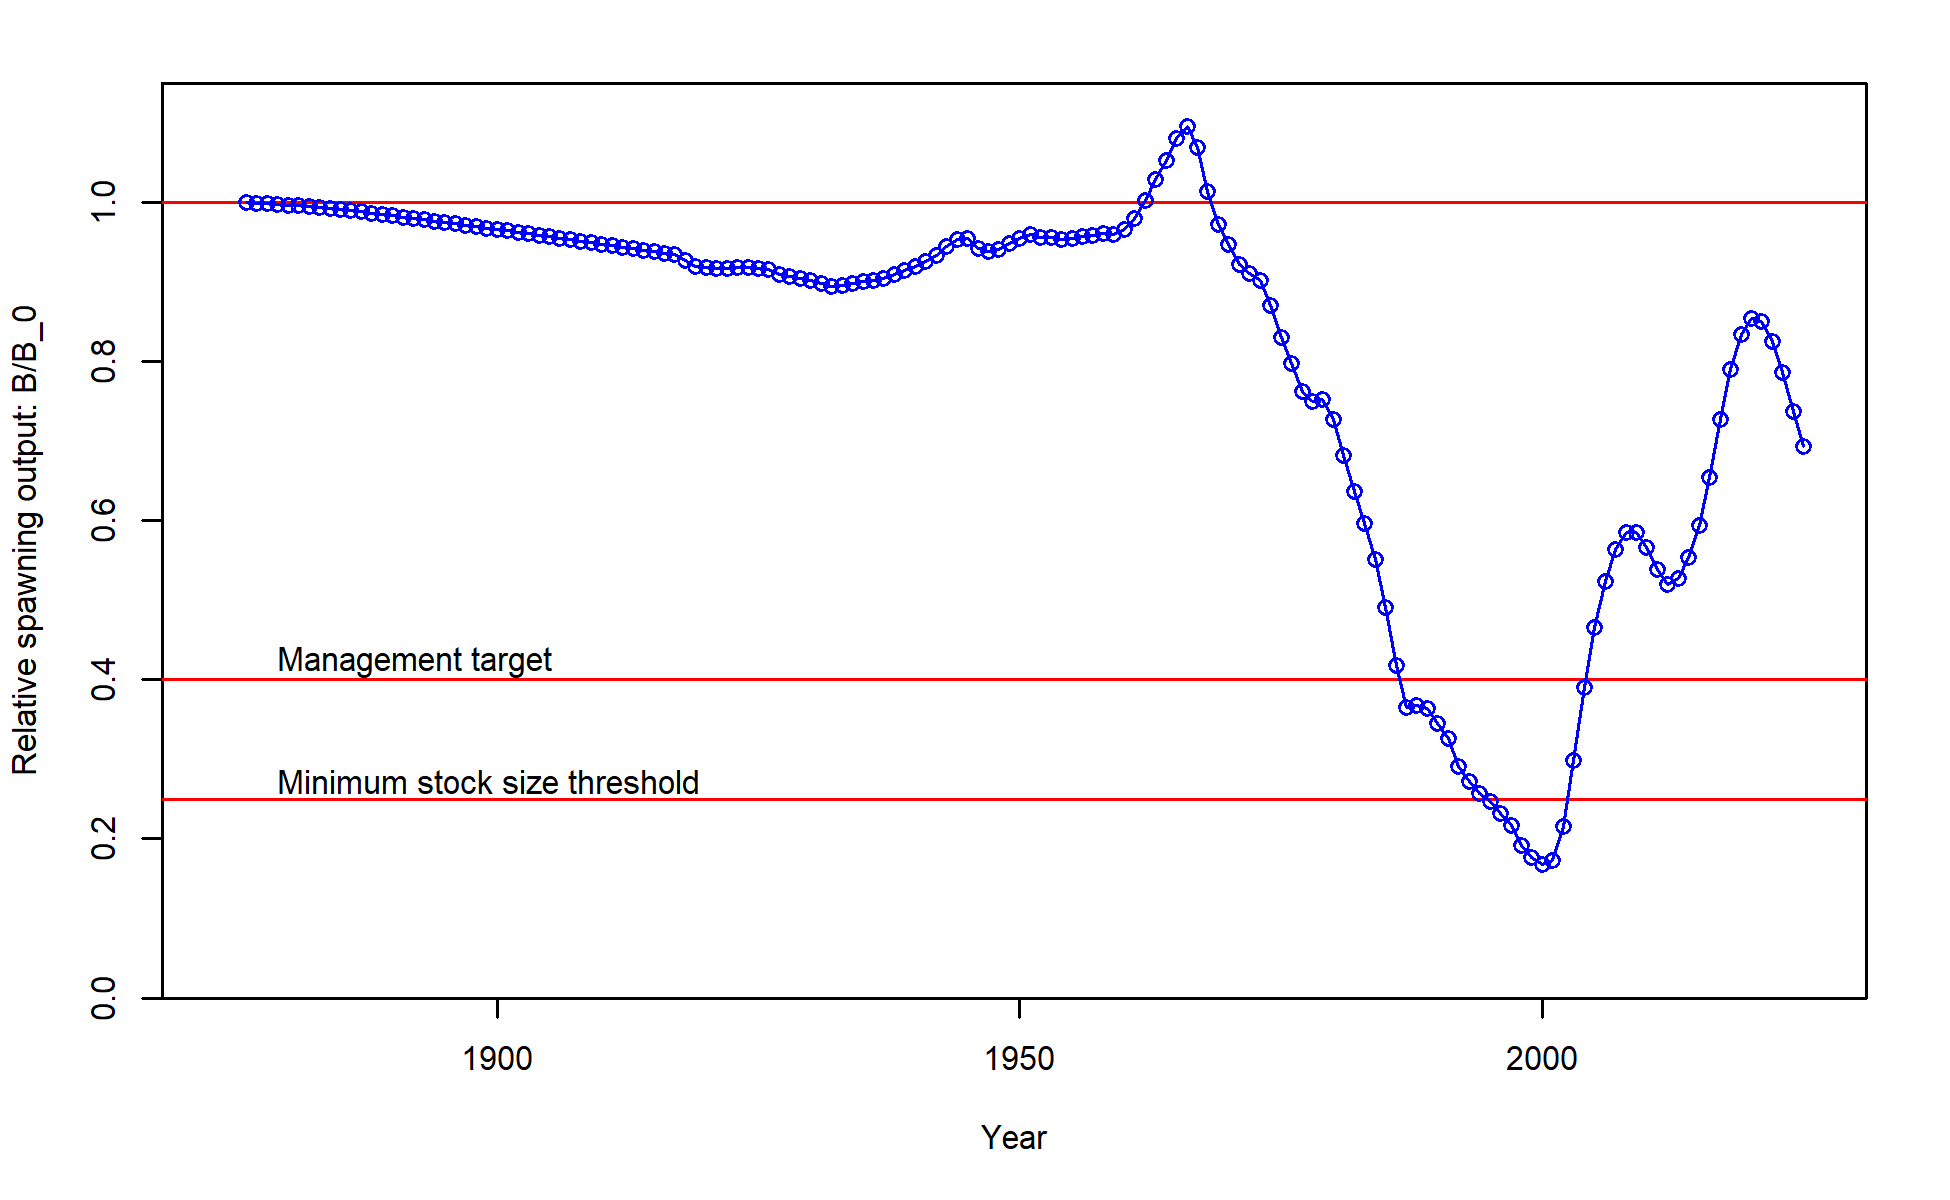 Relative spawning output: B/B_0
1.0
0.8
0.6
0.4
0.2
0.0
Management target
Minimum stock size threshold
1900 1950 2000
Year